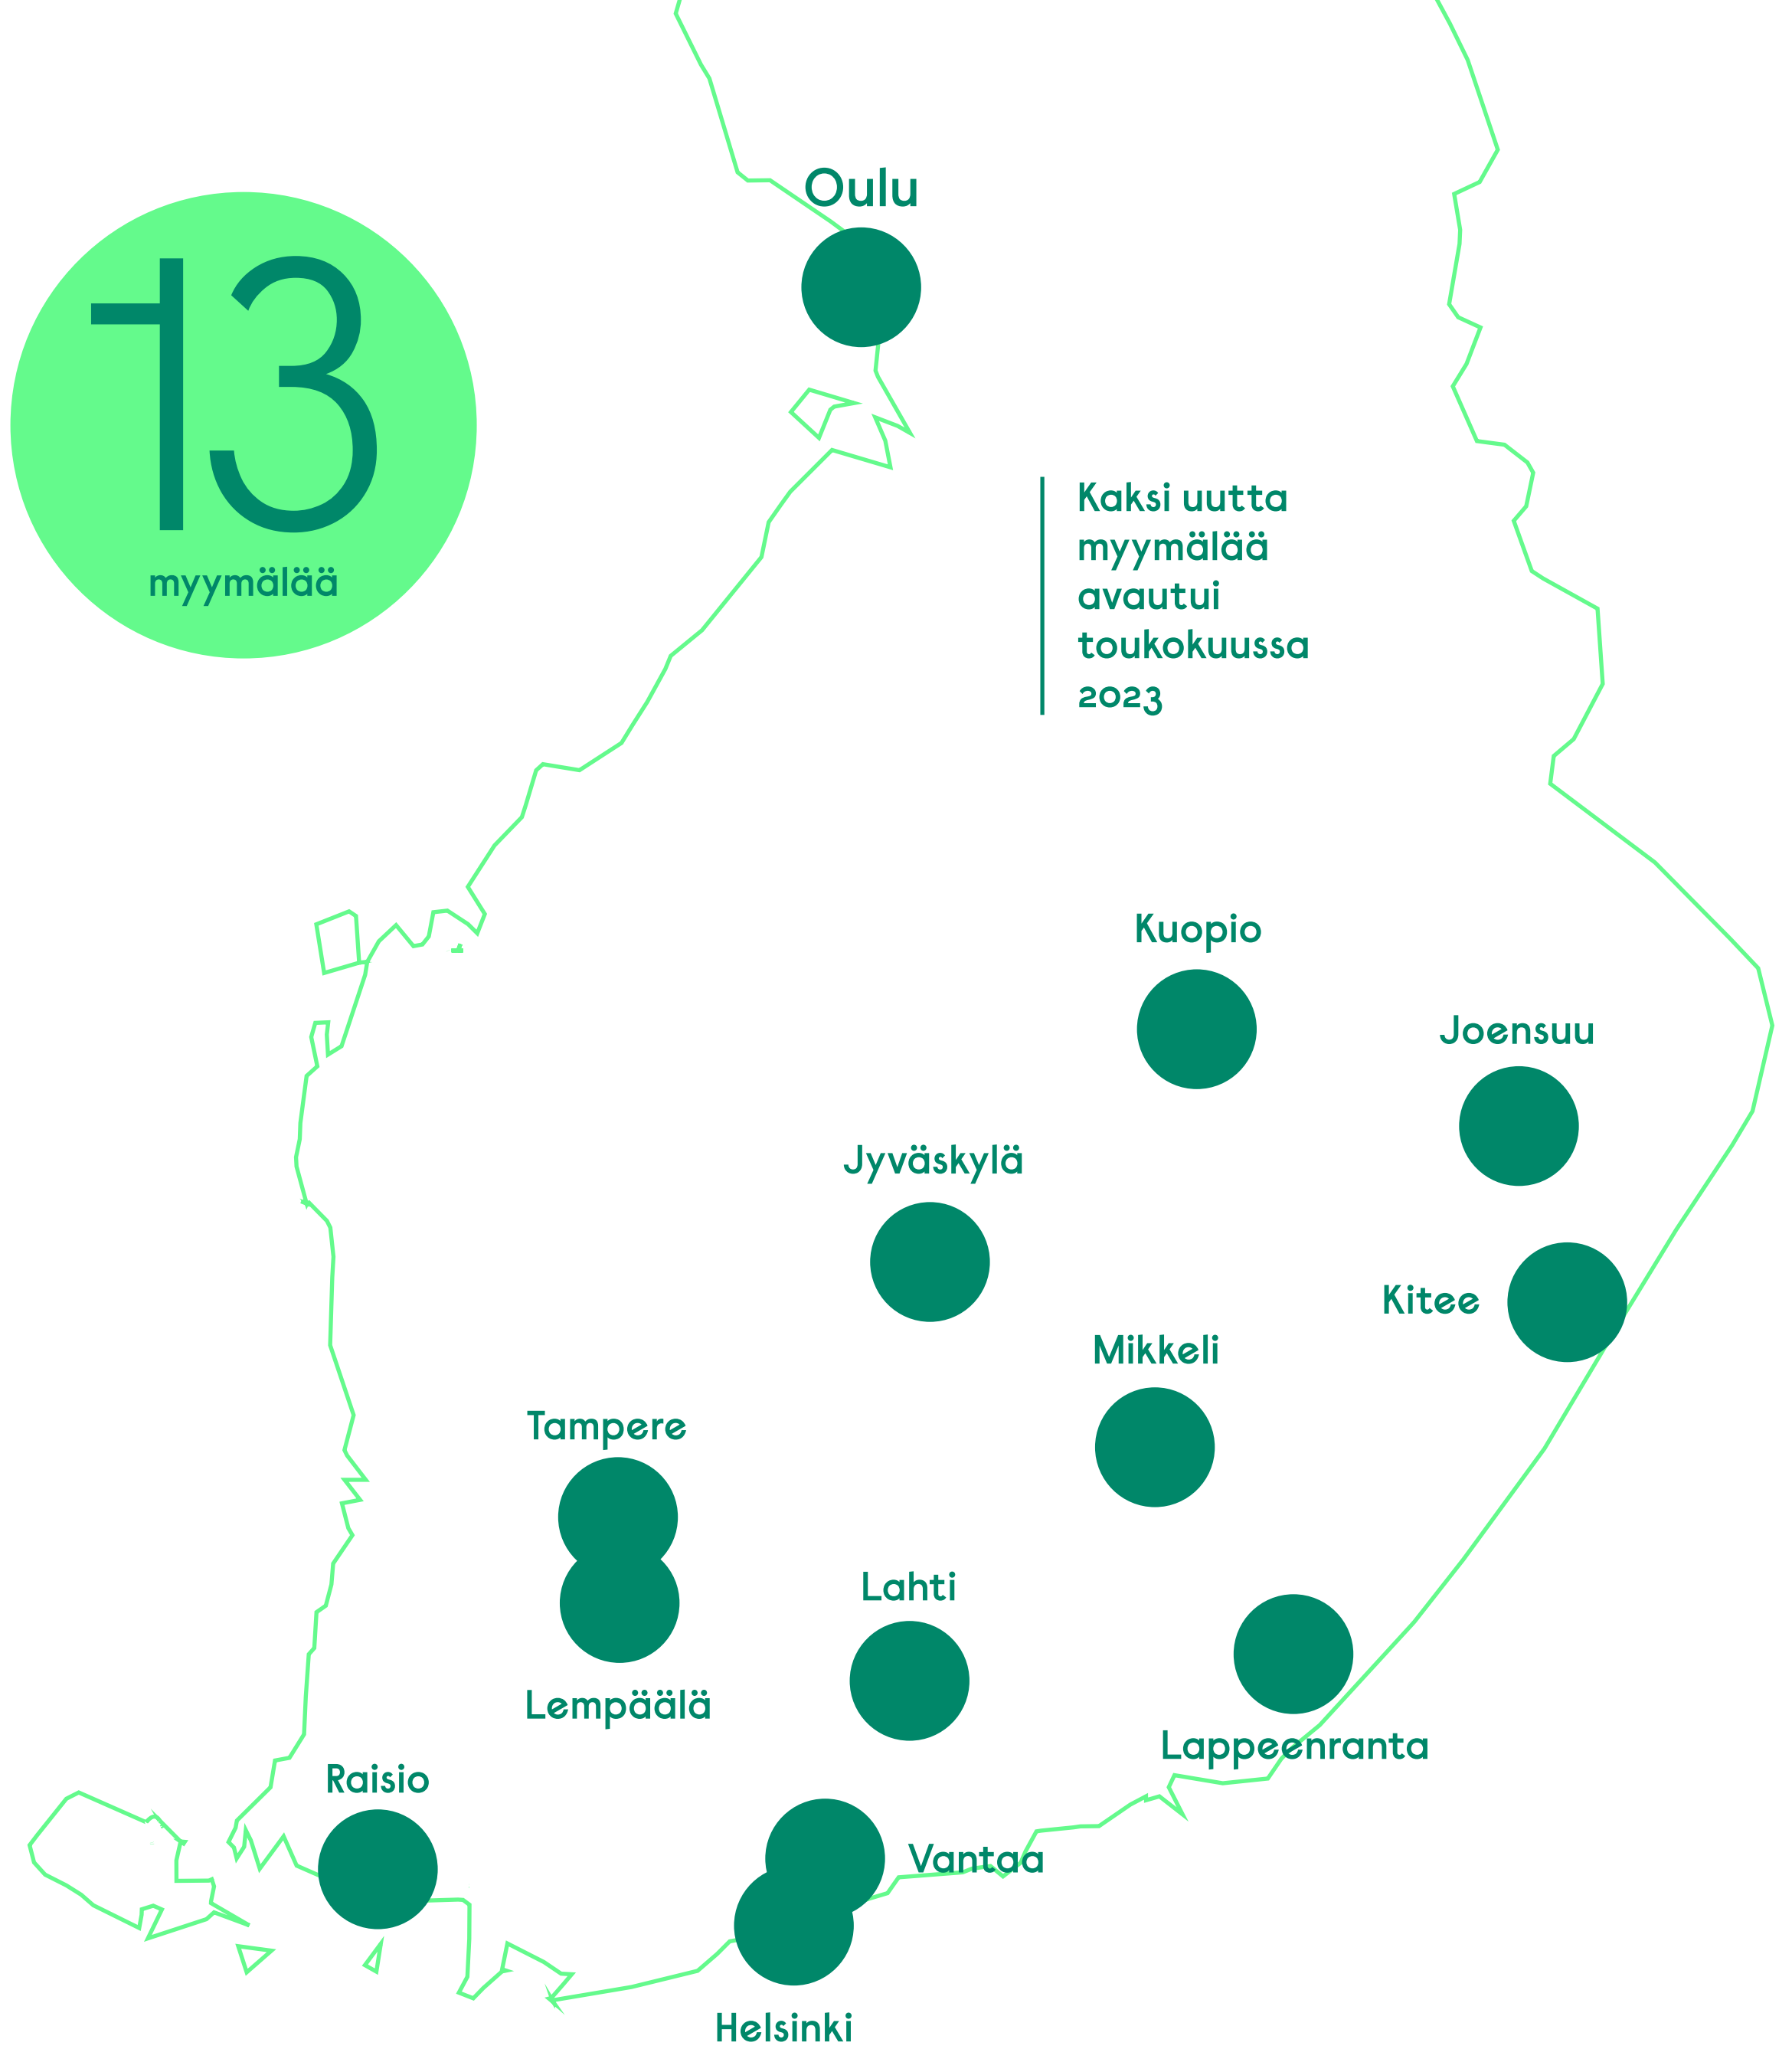 Oulu
13
myymälää
Kaksi uutta
myymälää
avautui
toukokuussa
2023
Kuopio
Joensuu
Jyväskylä
Kitee
Mikkeli
Tampere
Lahti
Lempäälä
Lappeenranta
Raisio
Vantaa
Helsinki